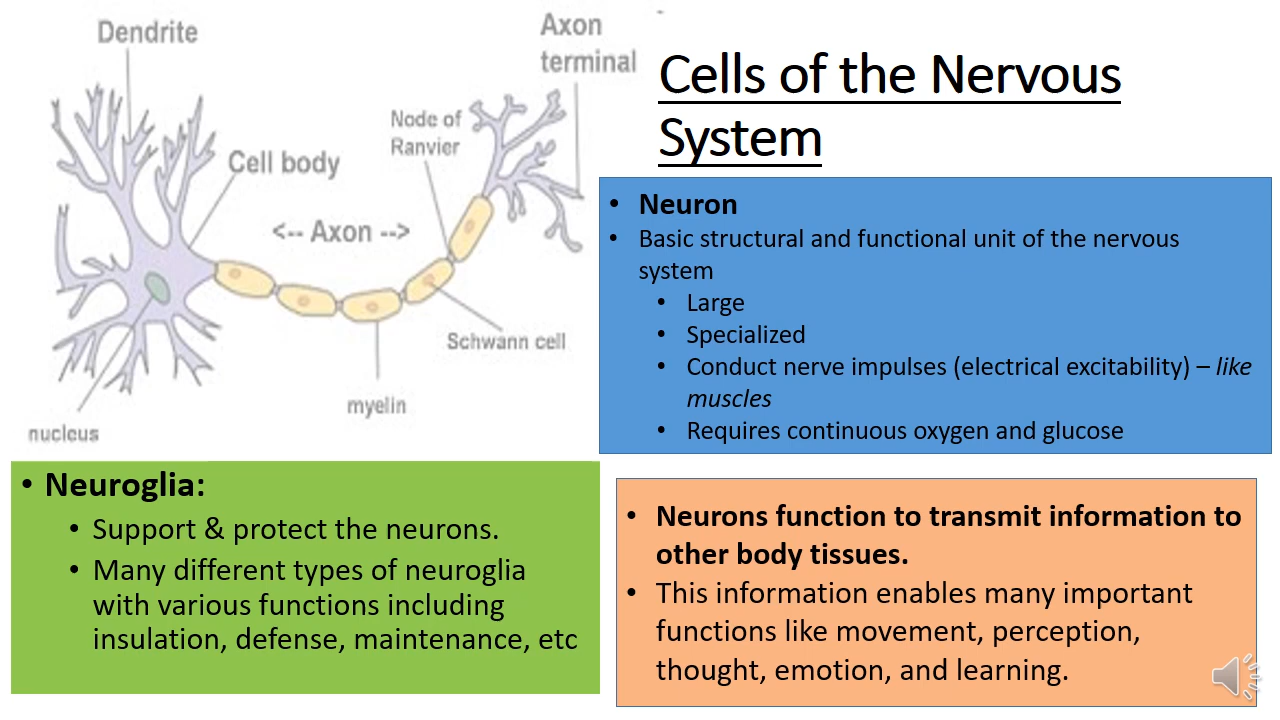 Dendrite
Axon
terminal
Node of
Ranvier
Cell body
<-- Axon -->
Schwann cell
myelin
nucleus
Cells of the Nervous
System
• Neuron
• Basic structural and functional unit of the nervous
system
• Large
• Specialized
• Conduct nerve impulses (electrical excitability) – like
muscles
• Requires continuous oxygen and glucose
• Neuroglia:
• Support & protect the neurons.
• Many different types of neuroglia
with various functions including
insulation, defense, maintenance, etc
• Neurons function to transmit information to
other body tissues.
• This information enables many important
functions like movement, perception,
thought, emotion, and learning.